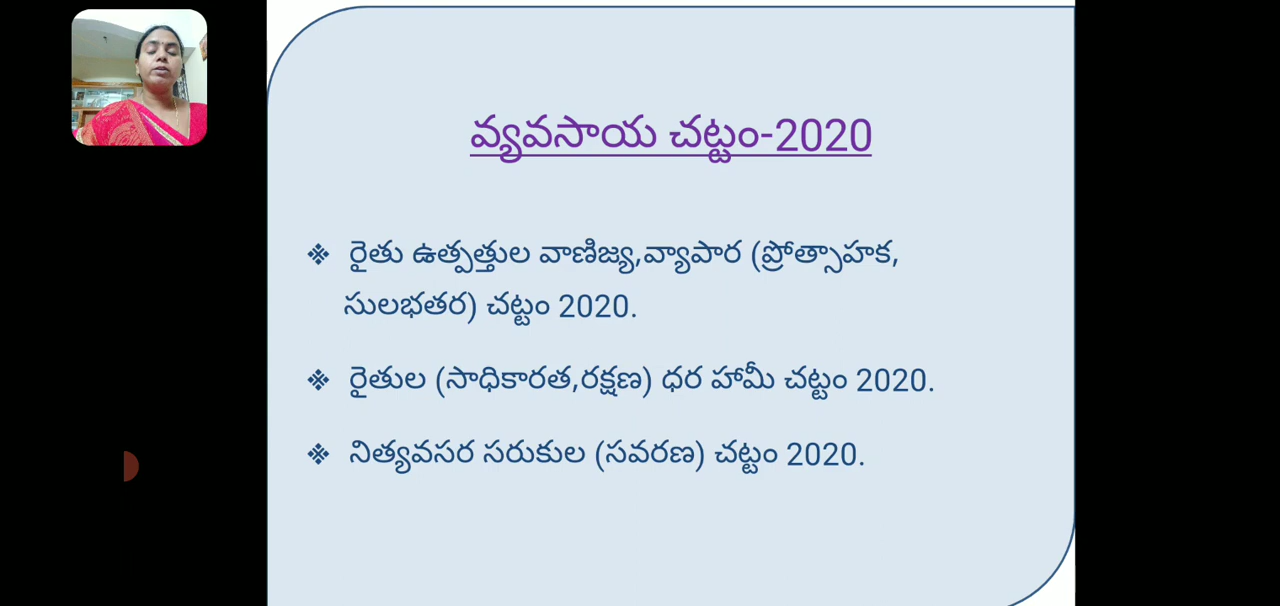 వ్యవసాయ చట్టం-2020
❖ రైతు ఉత్పత్తుల వాణిజ్య,వ్యాపార (ప్రోత్సాహక,
సులభతర) చట్టం 2020.
❖ రైతుల (సాధికారత,రక్షణ) ధర హామీ చట్టం 2020.
❖ నిత్యవసర సరుకుల (సవరణ) చట్టం 2020.